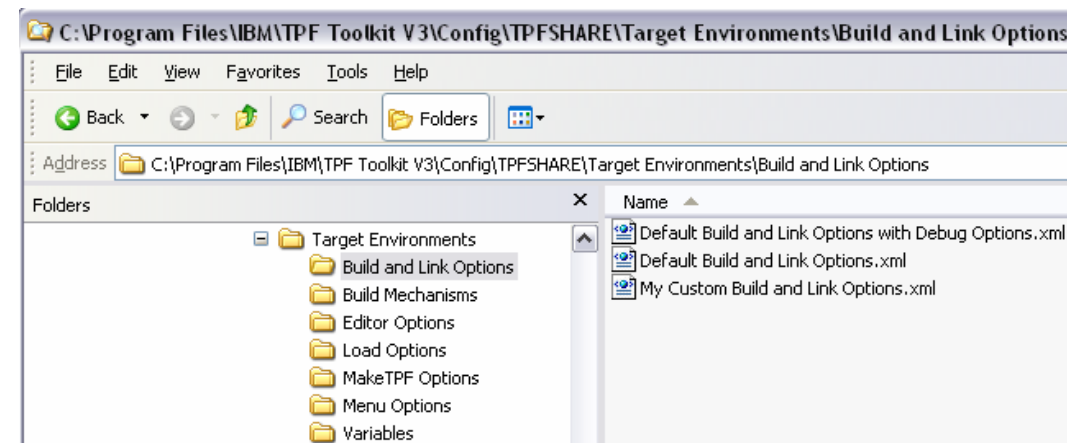 C:\Program Files\IBM\TPF Toolkit V3\Config\TPFSHARE\Target Environments\Build and Link Options
File Edit View Favorites Tools Help
Back Search Folders
Address C:\Program Files\IBM\TPF Toolkit V3\Config\TPFSHARE\Target Environments\Build and Link Options
Folders
Target Environments
Build and Link Options
Build Mechanisms
Editor Options
Load Options
MakeTPF Options
Menu Options
Variables
Name
Default Build and Link Options with Debug Options.xml
Default Build and Link Options.xml
My Custom Build and Link Options.xml